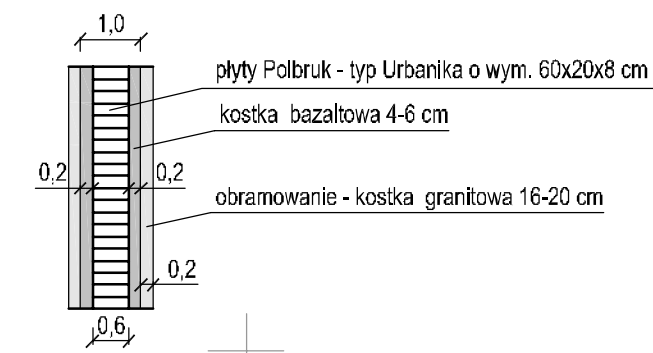 1,0
płyty Polbruk - typ Urbanika o wym. 60x20x8 cm
kostka bazaltowa 4-6 cm
0,2 0,2
obramowanie - kostka granitowa 16-20 cm
0,2
0,6